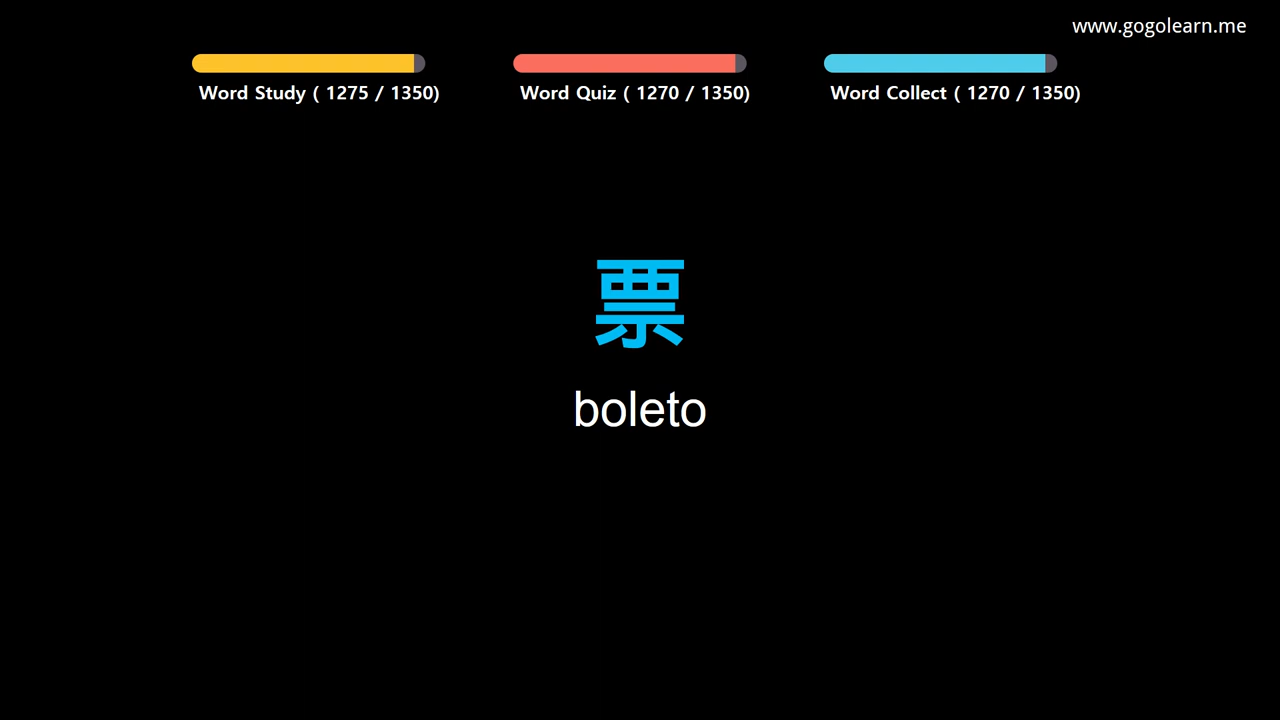 www.gogolearn.me
Word Study ( 1275 / 1350)
Word Quiz ( 1270 / 1350)
Word Collect ( 1270 / 1350)
票
boleto